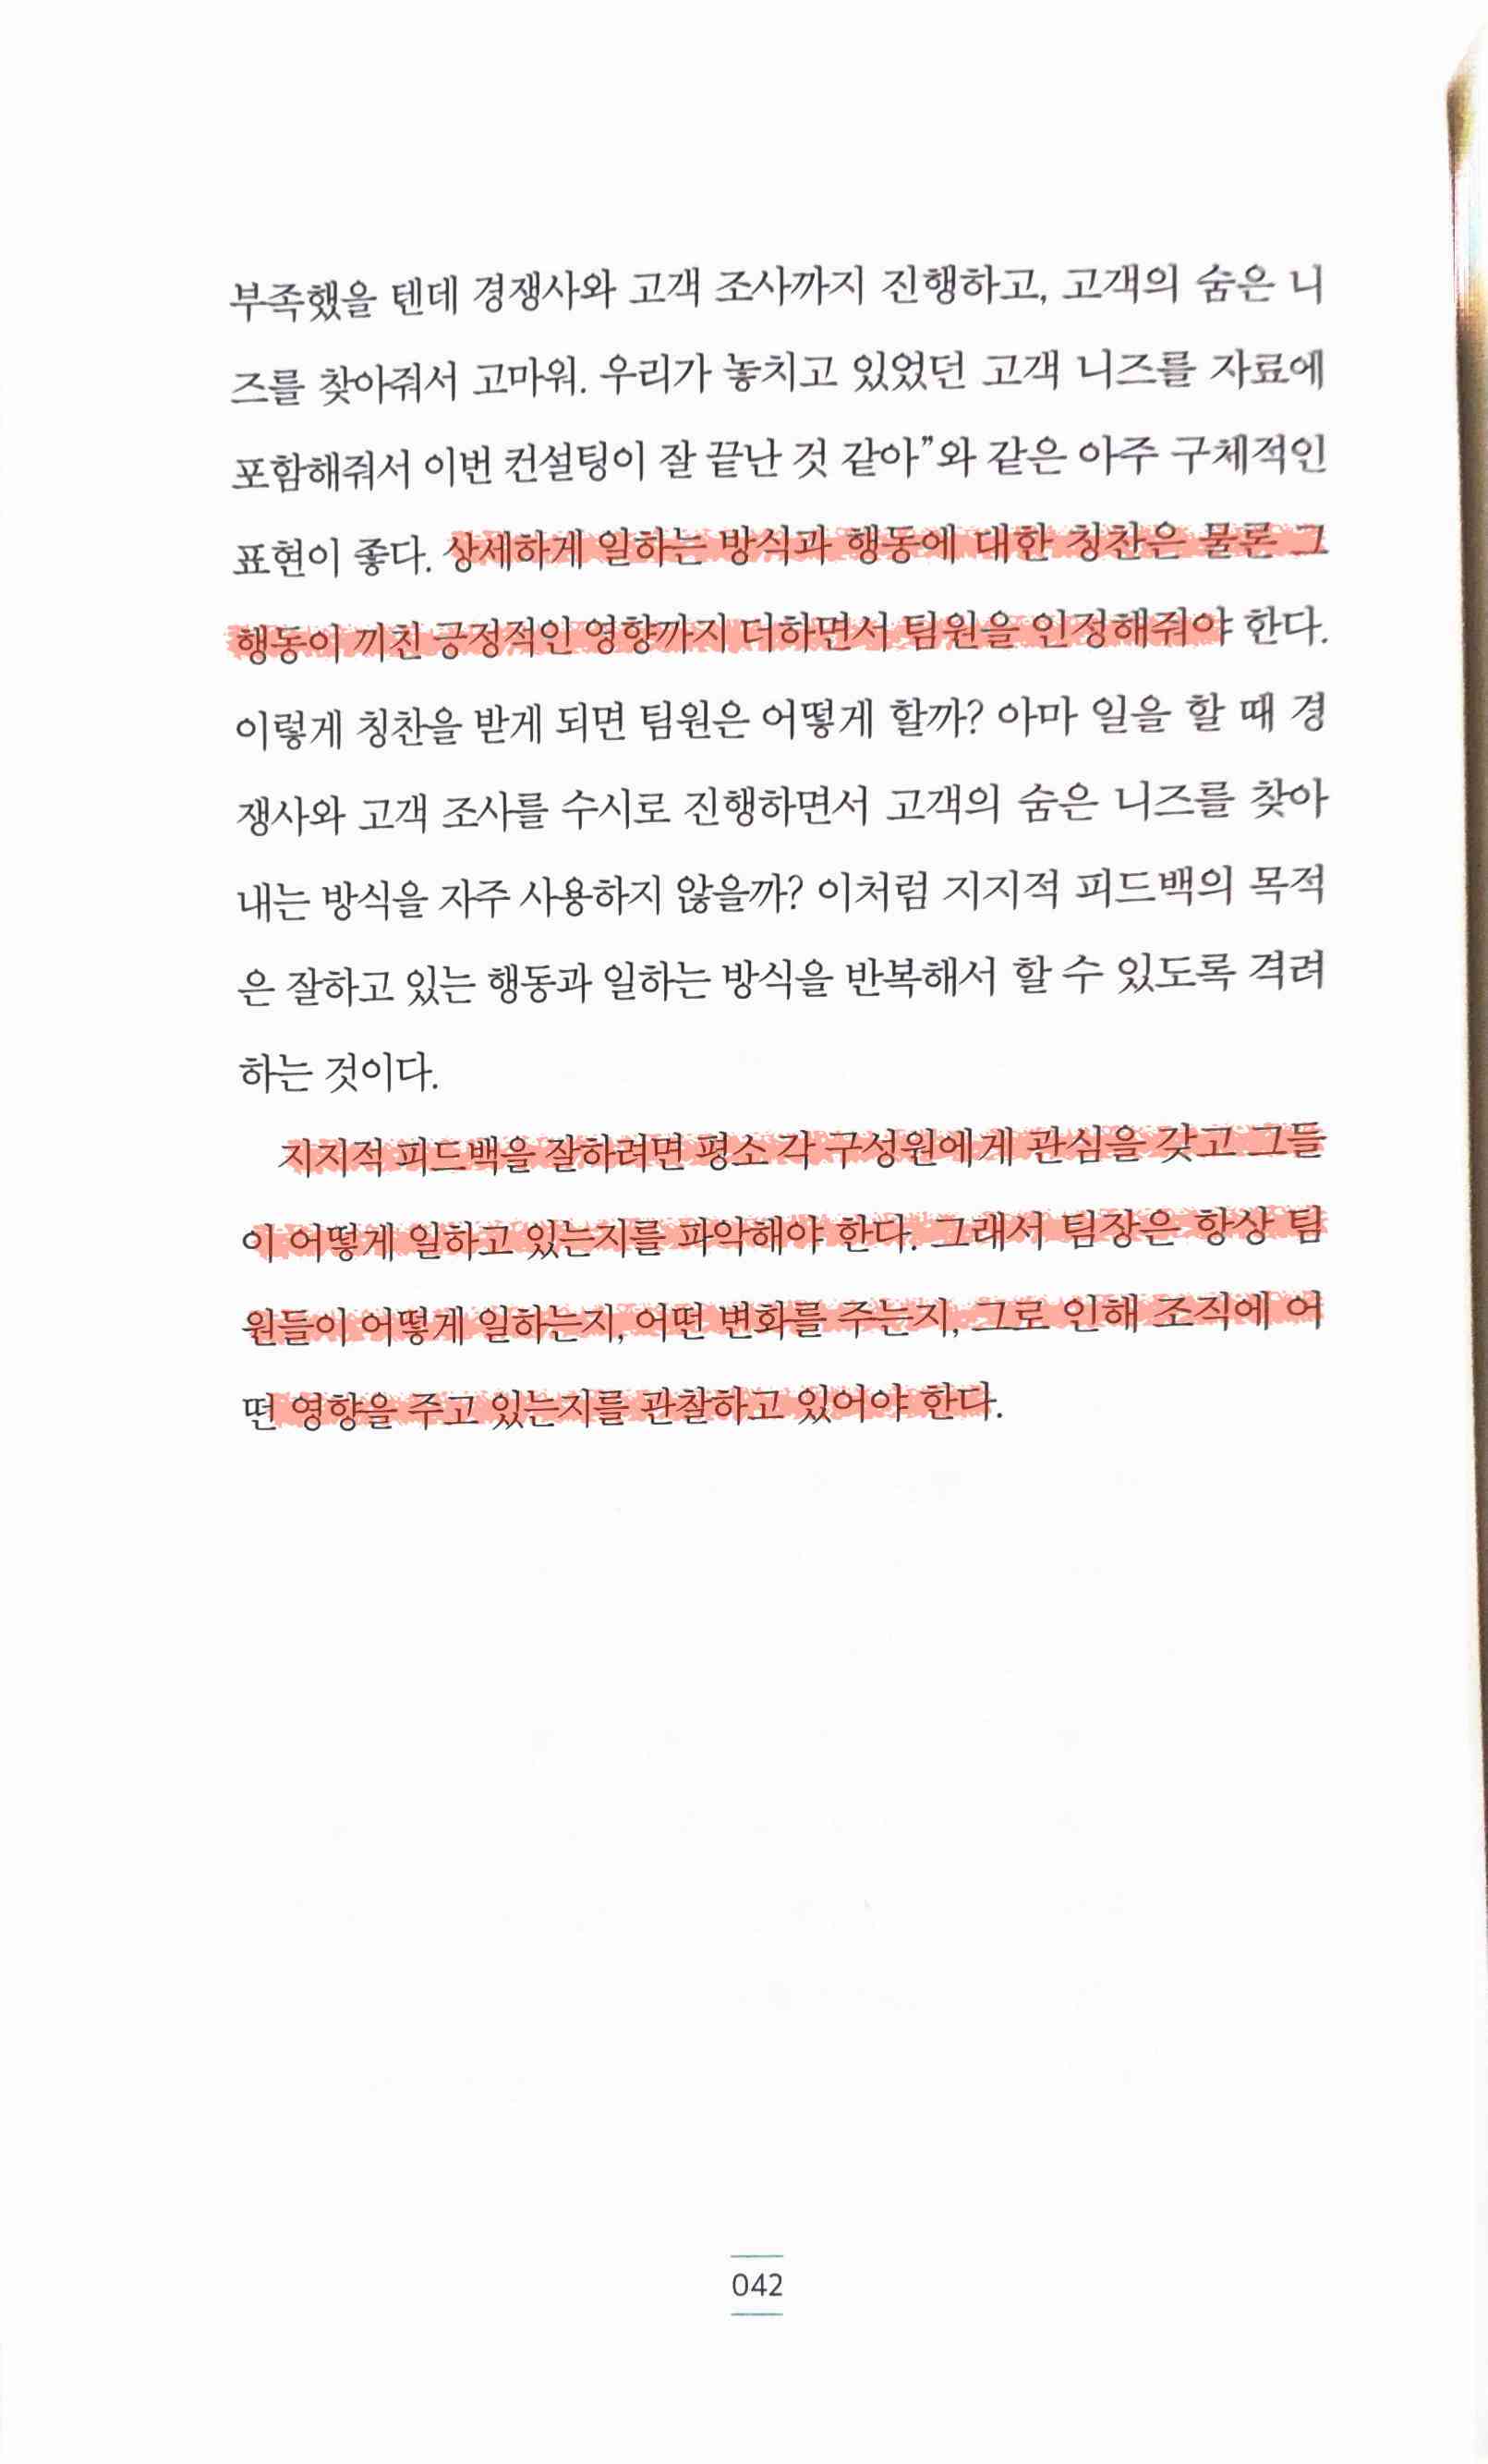 부족했을 텐데 경쟁사와 고객 조사까지 진행하고, 고객의 숨은 니
즈를 찾아줘서 고마워. 우리가 놓치고 있었던 고객 니즈를 자료에
포함해줘서 이번 컨설팅이 잘 끝난 것 같아”와 같은 아주 구체적인
표현이 좋다. 상세하게 일하는 방식과 행동에 대한 칭찬은 물론 그
행동이 끼친 긍정적인 영향까지 더하면서 팀원을 인정해줘야 한다.
이렇게 칭찬을 받게 되면 팀원은 어떻게 할까? 아마 일을 할 때 경
쟁사와 고객 조사를 수시로 진행하면서 고객의 숨은 니즈를 찾아
내는 방식을 자주 사용하지 않을까? 이처럼 지지적 피드백의 목적
은 잘하고 있는 행동과 일하는 방식을 반복해서 할 수 있도록 격려
하는 것이다.
지지적 피드백을 잘하려면 평소 각 구성원에게 관심을 갖고 그들
이 어떻게 일하고 있는지를 파악해야 한다. 그래서 팀장은 항상 팀
원들이 어떻게 일하는지, 어떤 변화를 주는지, 그로 인해 조직에 어
떤 영향을 주고 있는지를 관찰하고 있어야 한다.
042